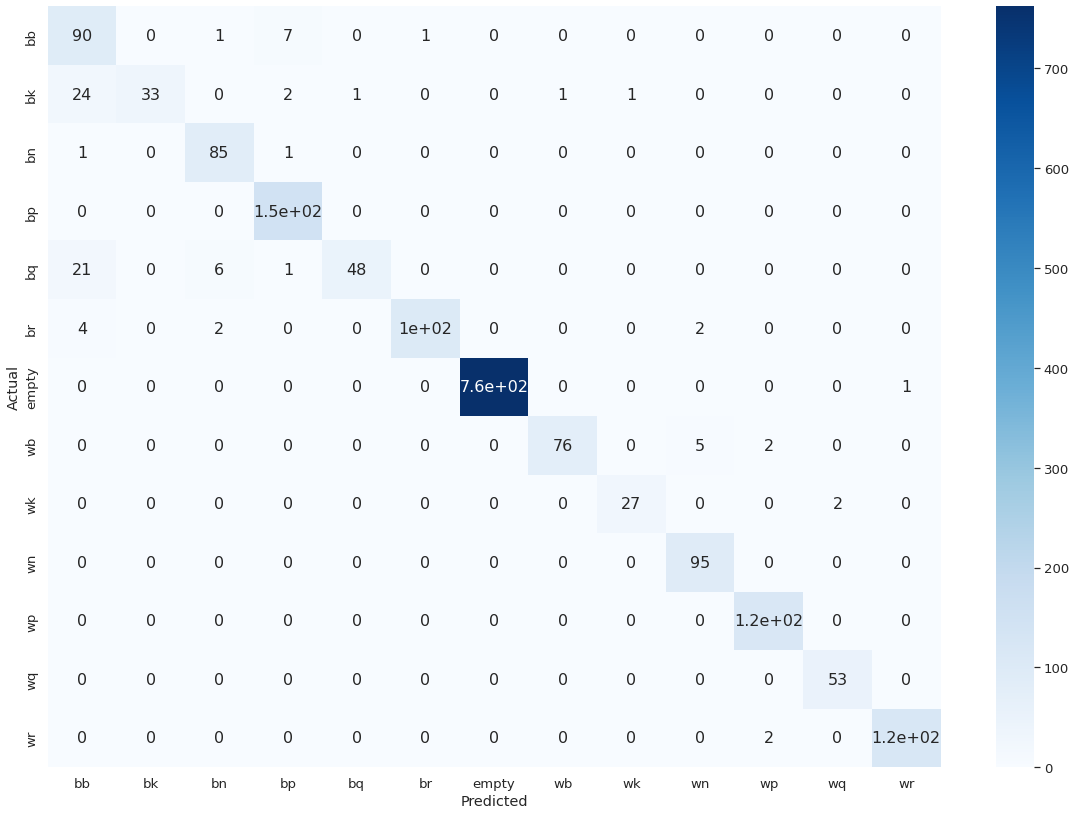 bb 90 0 1 7 0 1 0 0 0 0 0 0 0
bk 24 33 0 2 1 0 0 1 1 0 0 0 0
bn 1 0 85 1 0 0 0 0 0 0 0 0 0
bp 0 0 0 1.5e+02 0 0 0 0 0 0 0 0 0
bq 21 0 6 1 48 0 0 0 0 0 0 0 0
br 4 0 2 0 0 1e+02 0 0 0 2 0 0 0
empty 0 0 0 0 0 0 7.6e+02 0 0 0 0 0 1
wb 0 0 0 0 0 0 0 76 0 5 2 0 0
wk 0 0 0 0 0 0 0 0 27 0 0 2 0
wn 0 0 0 0 0 0 0 0 0 95 0 0 0
wp 0 0 0 0 0 0 0 0 0 0 1.2e+02 0 0
wq 0 0 0 0 0 0 0 0 0 0 0 53 0
wr 0 0 0 0 0 0 0 0 0 0 2 0 1.2e+02
bb bk bn bp bq br empty wb wk wn wp wq wr
Predicted
Actual
700
600
500
400
300
200
100
0